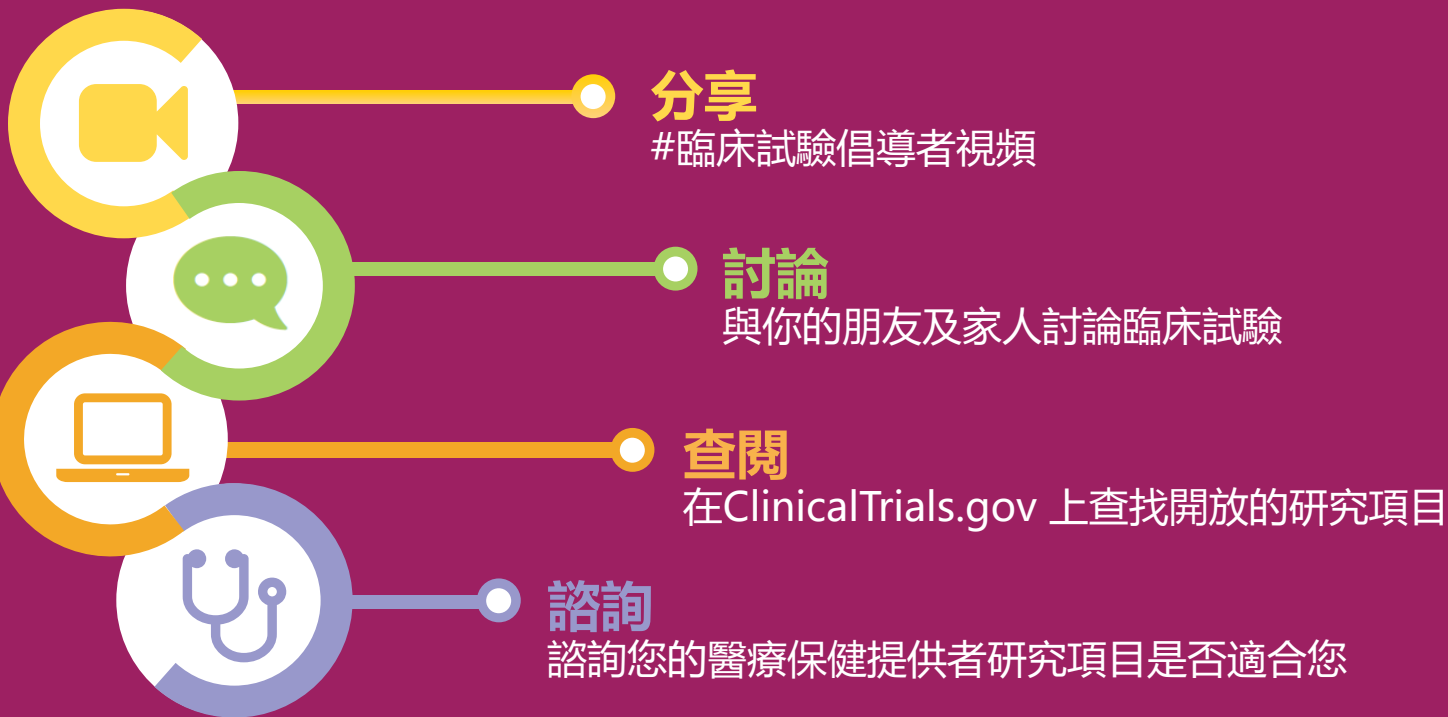 分享
#臨床試驗倡導者視頻
討論
與你的朋友及家人討論臨床試驗
查閱
在ClinicalTrials.gov 上查找開放的研究項目
諮詢
諮詢您的醫療保健提供者研究項目是否適合您